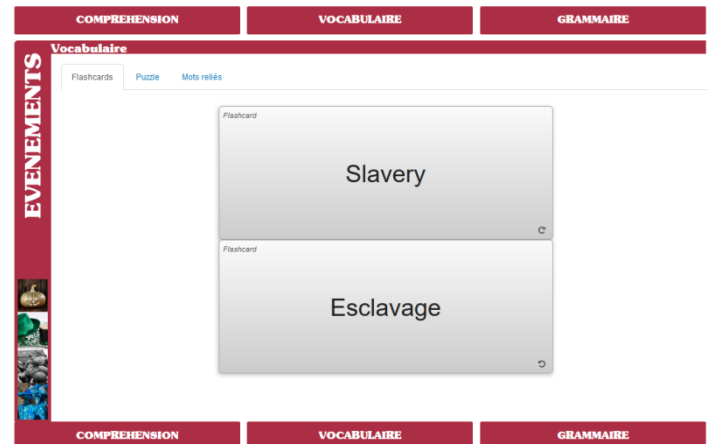 COMPREHENSION VOCABULAIRE GRAMMAIRE
Vocabulaire
EVENEMENTS
Flashcards Puzzle Mots reliés
Flashcard
Slavery
Flashcard
Esclavage
COMPREHENSION VOCABULAIRE GRAMMAIRE